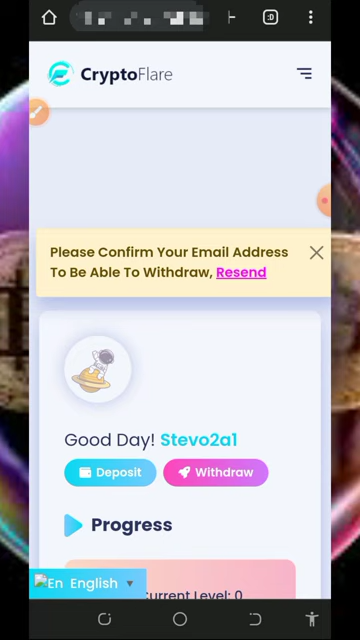 :D
CryptoFlare
Please Confirm Your Email Address
To Be Able To Withdraw, Resend
Good Day! Stevo2a1
Deposit
Withdraw
Progress
Current Level: 0
En English